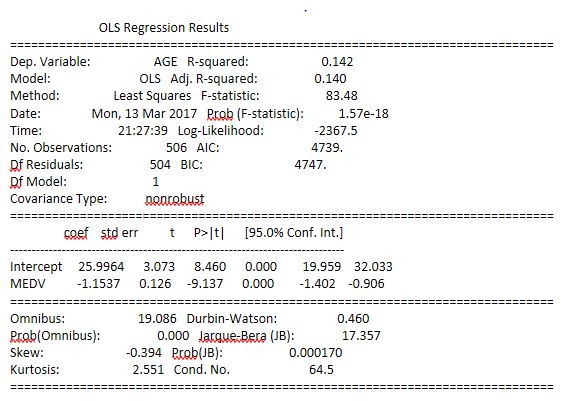 OLS Regression Results
==============================================================================
Dep. Variable: AGE R-squared: 0.142
Model: OLS Adj. R-squared: 0.140
Method: Least Squares F-statistic: 83.48
Date: Mon, 13 Mar 2017 Prob (F-statistic): 1.57e-18
Time: 21:27:39 Log-Likelihood: -2367.5
No. Observations: 506 AIC: 4739.
Df Residuals: 504 BIC: 4747.
Df Model: 1
Covariance Type: nonrobust
==============================================================================
coef std err t P>|t| [95.0% Conf. Int.]
------------------------------------------------------------------------------
Intercept 25.9964 3.073 8.460 0.000 19.959 32.033
MEDV -1.1537 0.126 -9.137 0.000 -1.402 -0.906
==============================================================================
Omnibus: 19.086 Durbin-Watson: 0.460
Prob(Omnibus): 0.000 Jarque-Bera (JB): 17.357
Skew: -0.394 Prob(JB): 0.000170
Kurtosis: 2.551 Cond. No. 64.5
==============================================================================